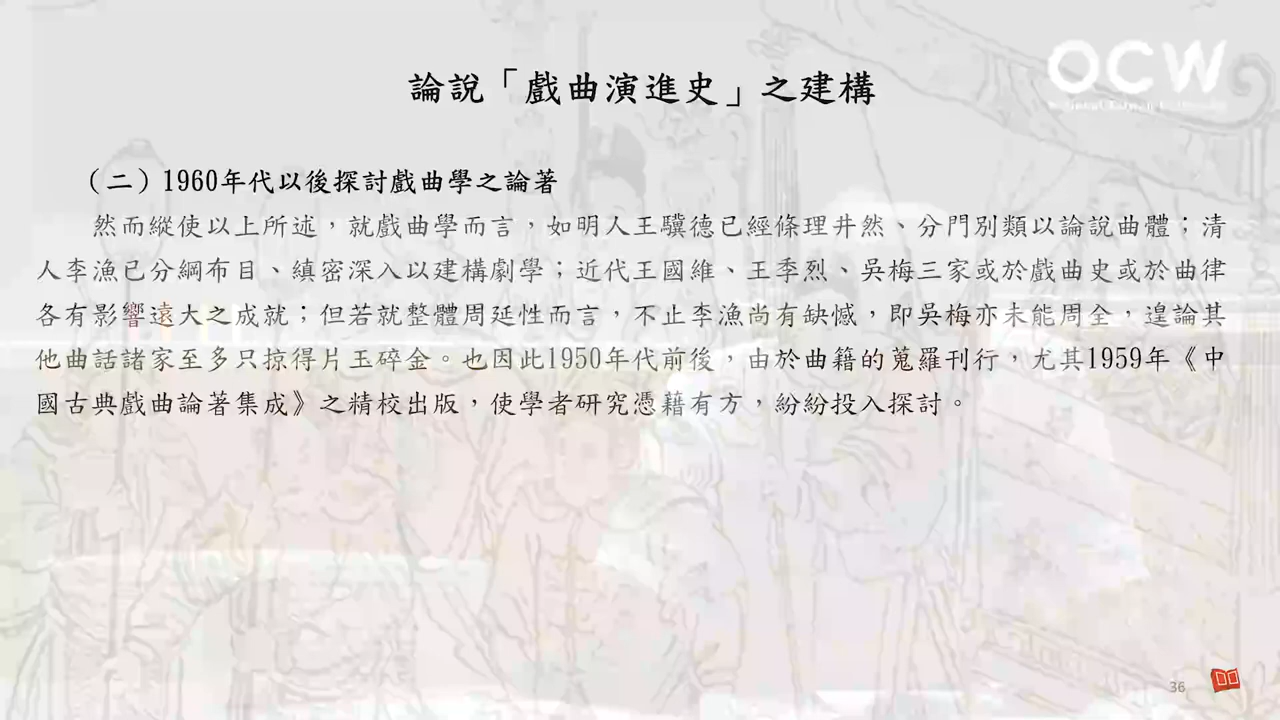 OCW
National Taiwan University
論說「戲曲演進史」之建構
（二）1960年代以後探討戲曲學之論著
然而縱使以上所述，就戲曲學而言，如明人王驥德已經條理井然、分門別類以論說曲體；清
人李漁已分綱布目、縝密深入以建構劇學；近代王國維、王季烈、吳梅三家或於戲曲史或於曲律
各有影響遠大之成就；但若就整體周延性而言，不止李漁尚有缺憾，即吳梅亦未能周全，遑論其
他曲話諸家至多只掠得片玉碎金。也因此1950年代前後，由於曲籍的蒐羅刊行，尤其1959年《中
國古典戲曲論著集成》之精校出版，使學者研究憑藉有方，紛紛投入探討。
36